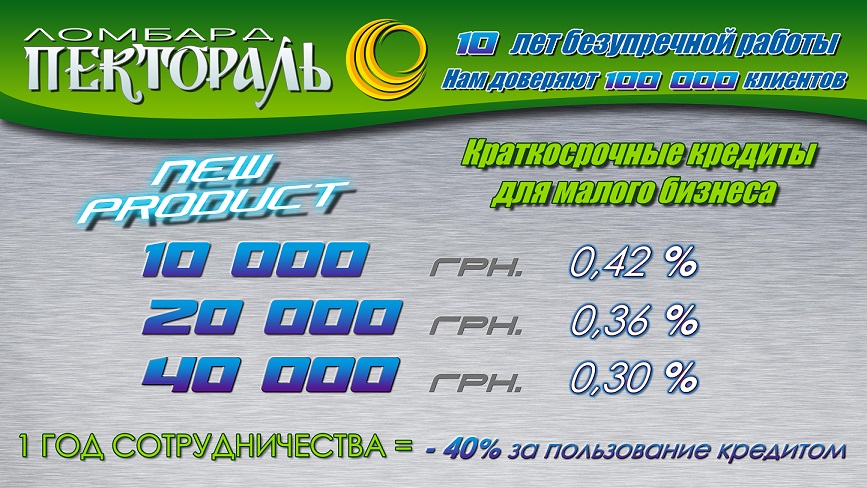 ЛОМБАРД
ПЕКТОРАЛЬ
10 лет безупречной работы
Нам доверяют 100 000 клиентов
NEW
PRODUCT
Краткосрочные кредиты
для малого бизнеса
10 000 грн. 0,42 %
20 000 грн. 0,36 %
40 000 грн. 0,30 %
1 ГОД СОТРУДНИЧЕСТВА = - 40% за пользование кредитом